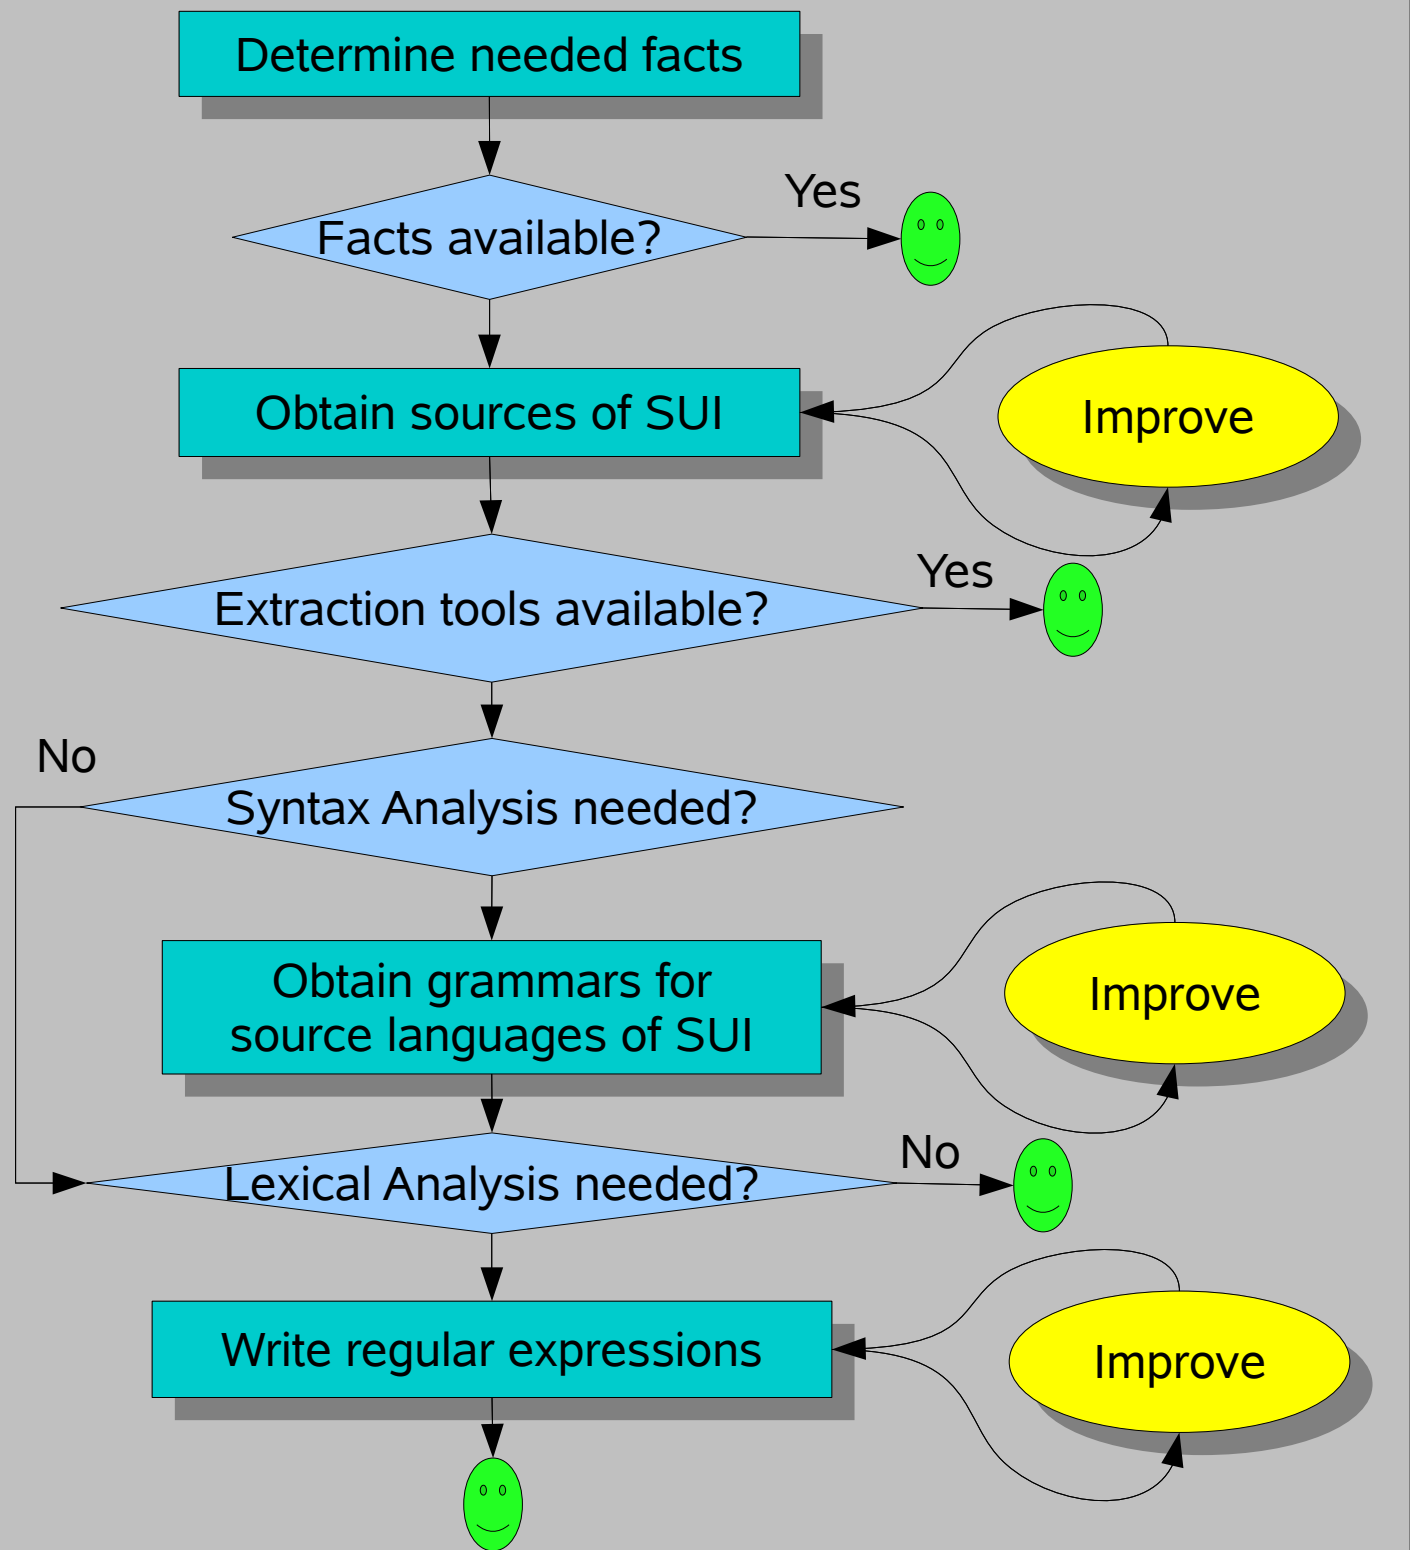 Determine needed facts
Yes
Facts available?
Obtain sources of SUI
Improve
Yes
Extraction tools available?
No
Syntax Analysis needed?
Obtain grammars for
source languages of SUI
Improve
No
Lexical Analysis needed?
Write regular expressions
Improve